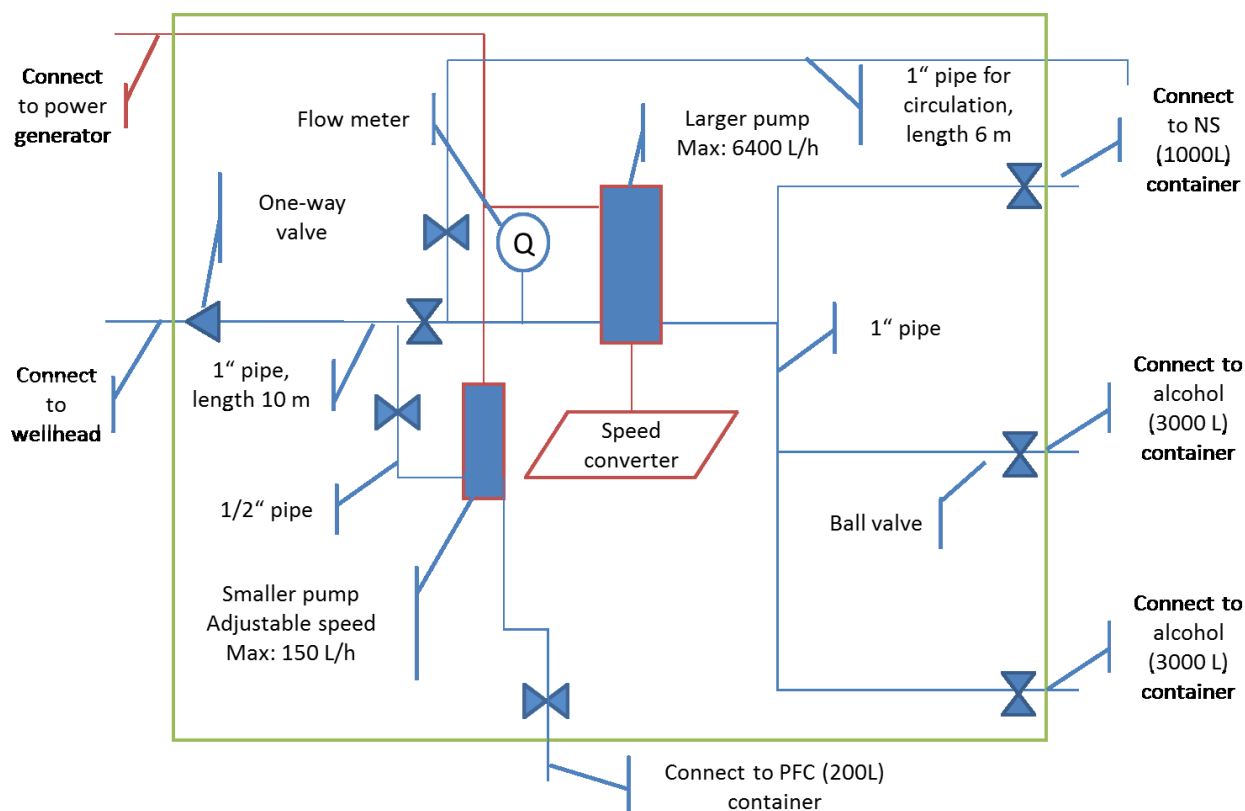 Connect
to power
generator
Flow meter
Larger pump
Max: 6400 L/h
1“ pipe for
circulation,
length 6 m
Connect
to NS
(1000L)
container
One-way
valve
Q
Connect
to
wellhead
1“ pipe,
length 10 m
1“ pipe
Speed
converter
Connect to
alcohol
(3000 L)
container
1/2“ pipe
Ball valve
Smaller pump
Adjustable speed
Max: 150 L/h
Connect to
alcohol
(3000 L)
container
Connect to PFC (200L)
container